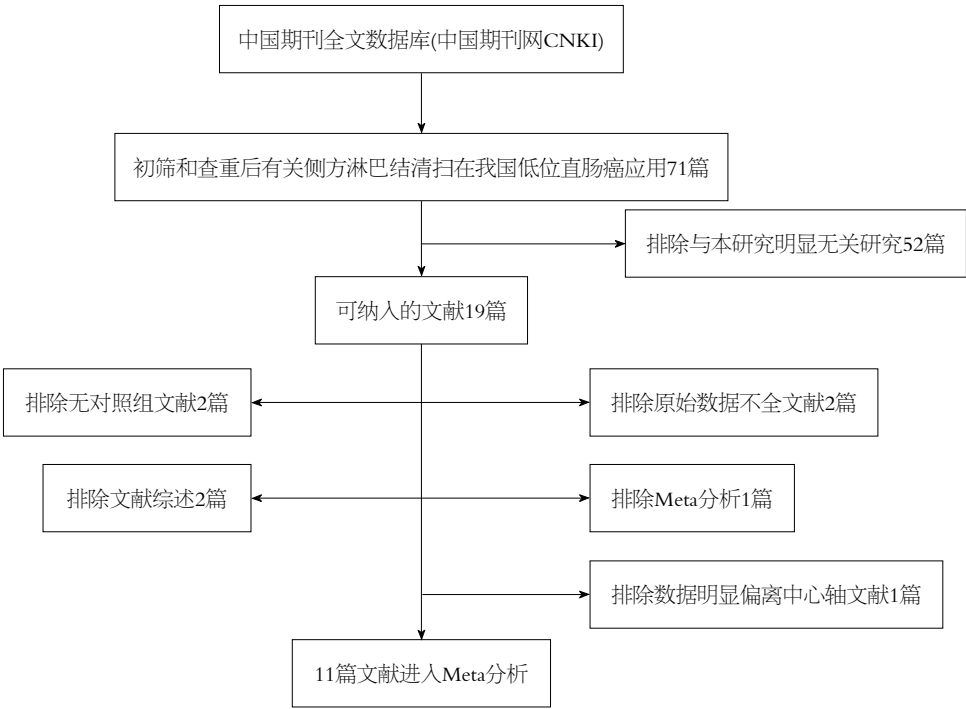 中国期刊全文数据库(中国期刊网CNKI)
初筛和查重后有关侧方淋巴结清扫在我国低位直肠癌应用71篇
排除与本研究明显无关研究52篇
可纳入的文献19篇
排除无对照组文献2篇
排除原始数据不全文献2篇
排除文献综述2篇
排除Meta分析1篇
排除数据明显偏离中心轴文献1篇
11篇文献进入Meta分析